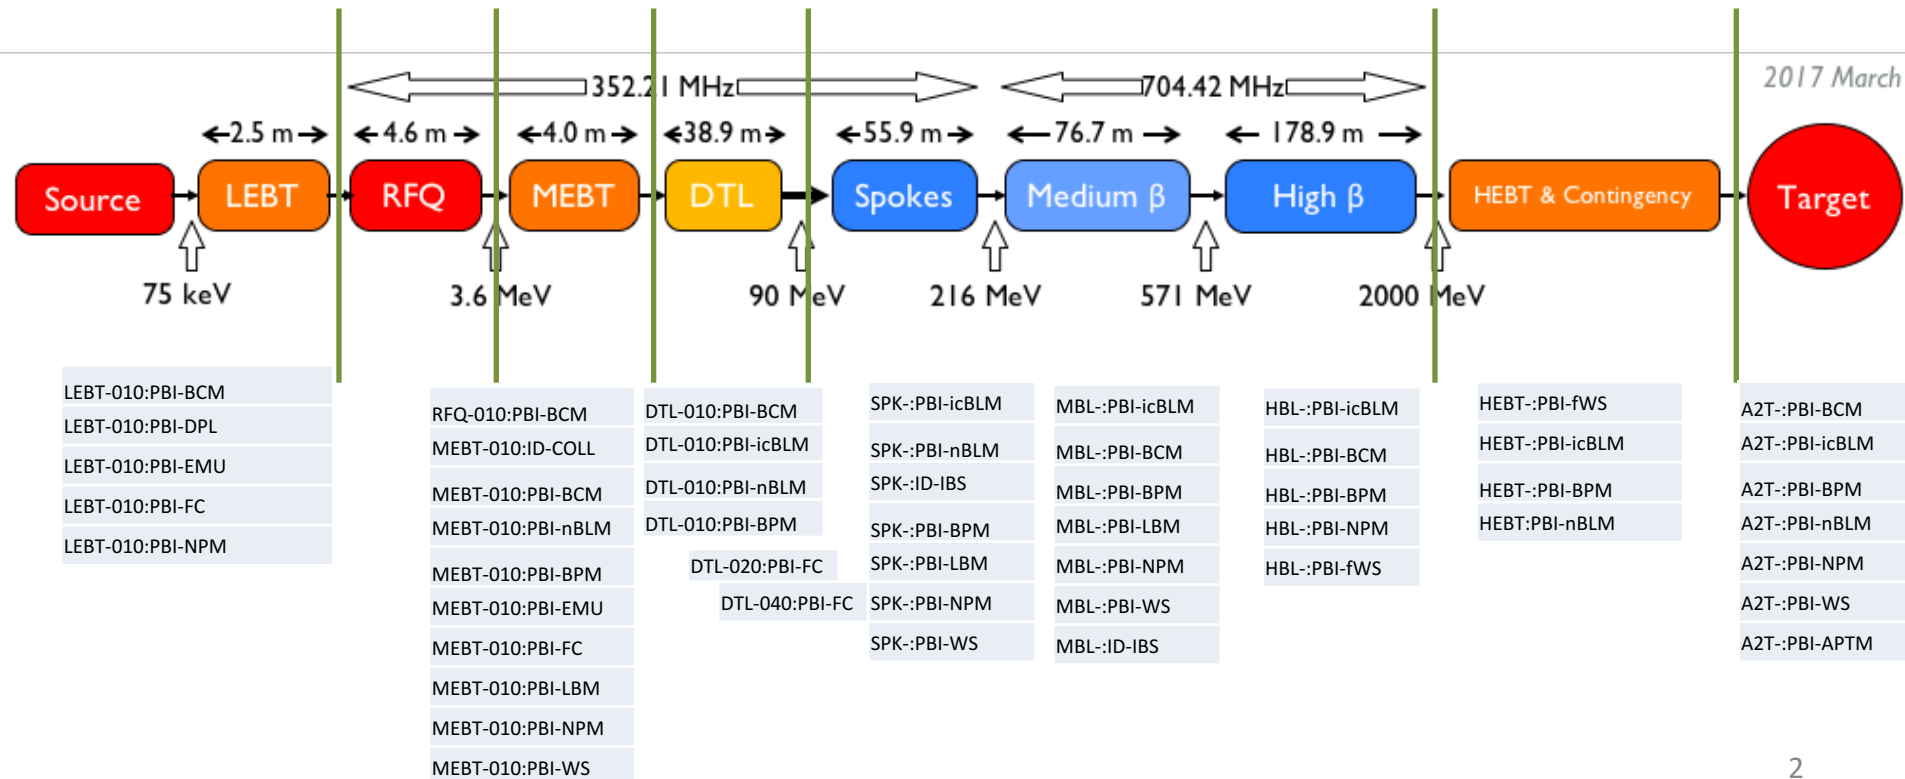 352.21 MHz
704.42 MHz
2017 March
2.5 m
4.6 m
4.0 m
38.9 m
55.9 m
76.7 m
178.9 m
Source
LEBT
RFQ
MEBT
DTL
Spokes
Medium β
High β
HEBT & Contingency
Target
75 keV
3.6 MeV
90 MeV
216 MeV
571 MeV
2000 MeV
LEBT-010:PBI-BCM
LEBT-010:PBI-DPL
LEBT-010:PBI-EMU
LEBT-010:PBI-FC
LEBT-010:PBI-NPM
RFQ-010:PBI-BCM
MEBT-010:ID-COLL
MEBT-010:PBI-BCM
MEBT-010:PBI-nBLM
MEBT-010:PBI-BPM
MEBT-010:PBI-EMU
MEBT-010:PBI-FC
MEBT-010:PBI-LBM
MEBT-010:PBI-NPM
MEBT-010:PBI-WS
DTL-010:PBI-BCM
DTL-010:PBI-icBLM
DTL-010:PBI-nBLM
DTL-010:PBI-BPM
DTL-020:PBI-FC
DTL-040:PBI-FC
SPK-:PBI-icBLM
SPK-:PBI-nBLM
SPK-:ID-IBS
SPK-:PBI-BPM
SPK-:PBI-LBM
SPK-:PBI-NPM
SPK-:PBI-WS
MBL-:PBI-icBLM
MBL-:PBI-BCM
MBL-:PBI-BPM
MBL-:PBI-LBM
MBL-:PBI-NPM
MBL-:PBI-WS
MBL-:ID-IBS
HBL-:PBI-icBLM
HBL-:PBI-BCM
HBL-:PBI-BPM
HBL-:PBI-NPM
HBL-:PBI-fWS
HEBT-:PBI-fWS
HEBT-:PBI-icBLM
HEBT-:PBI-BPM
HEBT:PBI-nBLM
A2T-:PBI-BCM
A2T-:PBI-icBLM
A2T-:PBI-BPM
A2T-:PBI-nBLM
A2T-:PBI-NPM
A2T-:PBI-WS
A2T-:PBI-APTM
2